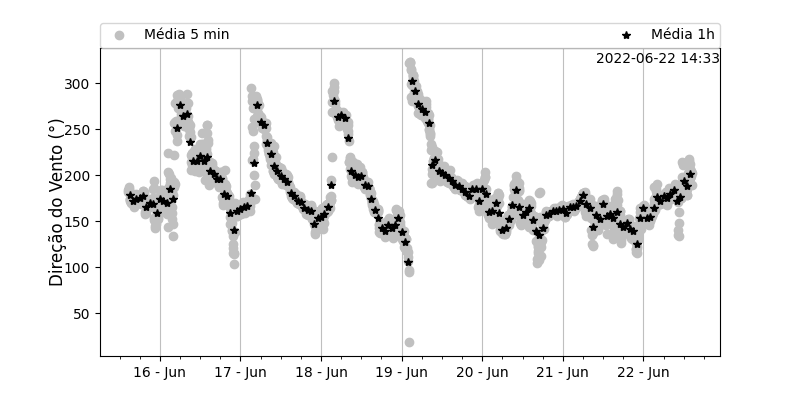 Média 5 min
Média 1h
2022-06-22 14:33
Direção do Vento (°)
300
250
200
150
100
50
16 - Jun
17 - Jun
18 - Jun
19 - Jun
20 - Jun
21 - Jun
22 - Jun